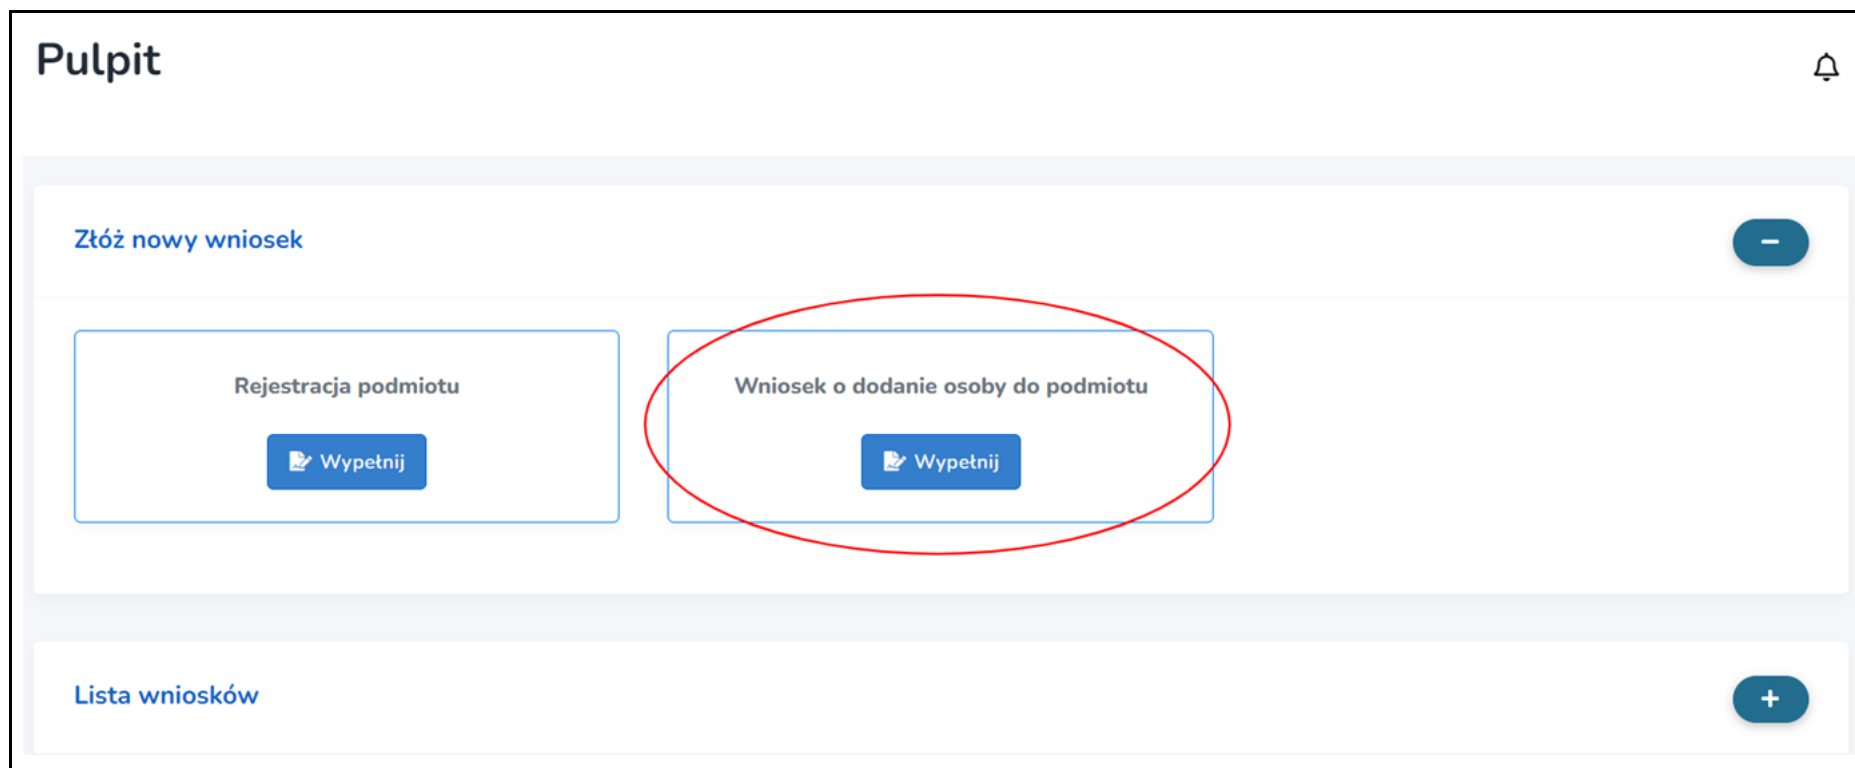 Pulpit
Złóż nowy wniosek
Rejestracja podmiotu
Wypełnij
Wniosek o dodanie osoby do podmiotu
Wypełnij
Lista wniosków